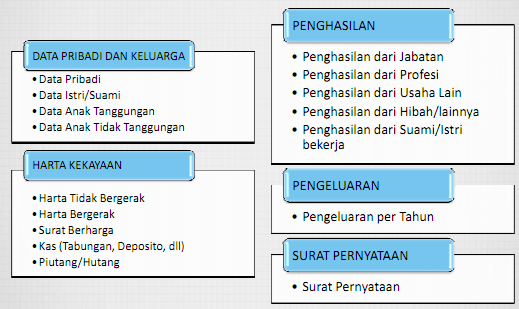 DATA PRIBADI DAN KELUARGA
• Data Pribadi
• Data Istri/Suami
• Data Anak Tanggungan
• Data Anak Tidak Tanggungan
HARTA KEKAYAAN
• Harta Tidak Bergerak
• Harta Bergerak
• Surat Berharga
• Kas (Tabungan, Deposito, dll)
• Piutang/Hutang
PENGHASILAN
• Penghasilan dari Jabatan
• Penghasilan dari Profesi
• Penghasilan dari Usaha Lain
• Penghasilan dari Hibah/lainnya
• Penghasilan dari Suami/Istri
bekerja
PENGELUARAN
• Pengeluaran per Tahun
SURAT PERNYATAAN
• Surat Pernyataan